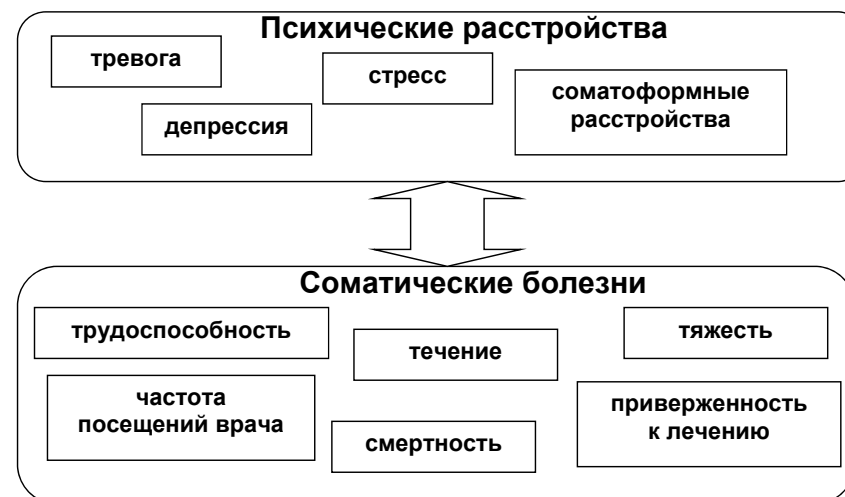 Психические расстройства
тревога
стресс
соматоформные
расстройства
депрессия
Соматические болезни
трудоспособность
течение
тяжесть
частота
посещений врача
смертность
приверженность
к лечению